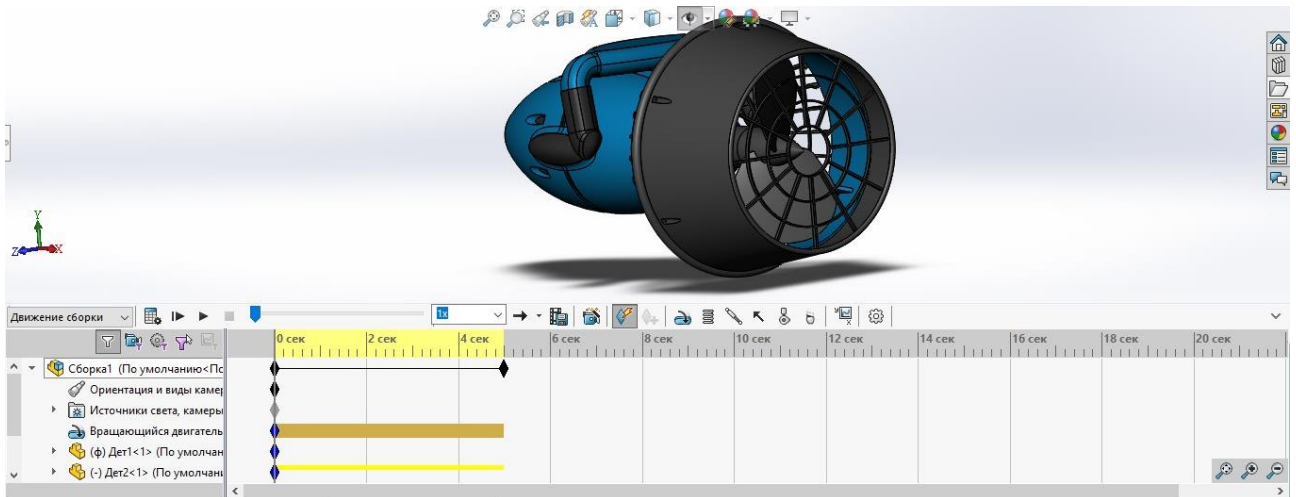 Y
Z X
Движение сборки 1x
0 сек 2 сек 4 сек 6 сек 8 сек 10 сек 12 сек 14 сек 16 сек 18 сек 20 сек
Сборка1 (По умолчанию<По
Ориентация и виды камер
Источники света, камеры
Вращающийся двигатель
(ф) Дет1<1> (По умолчан
(-) Дет2<1> (По умолчани